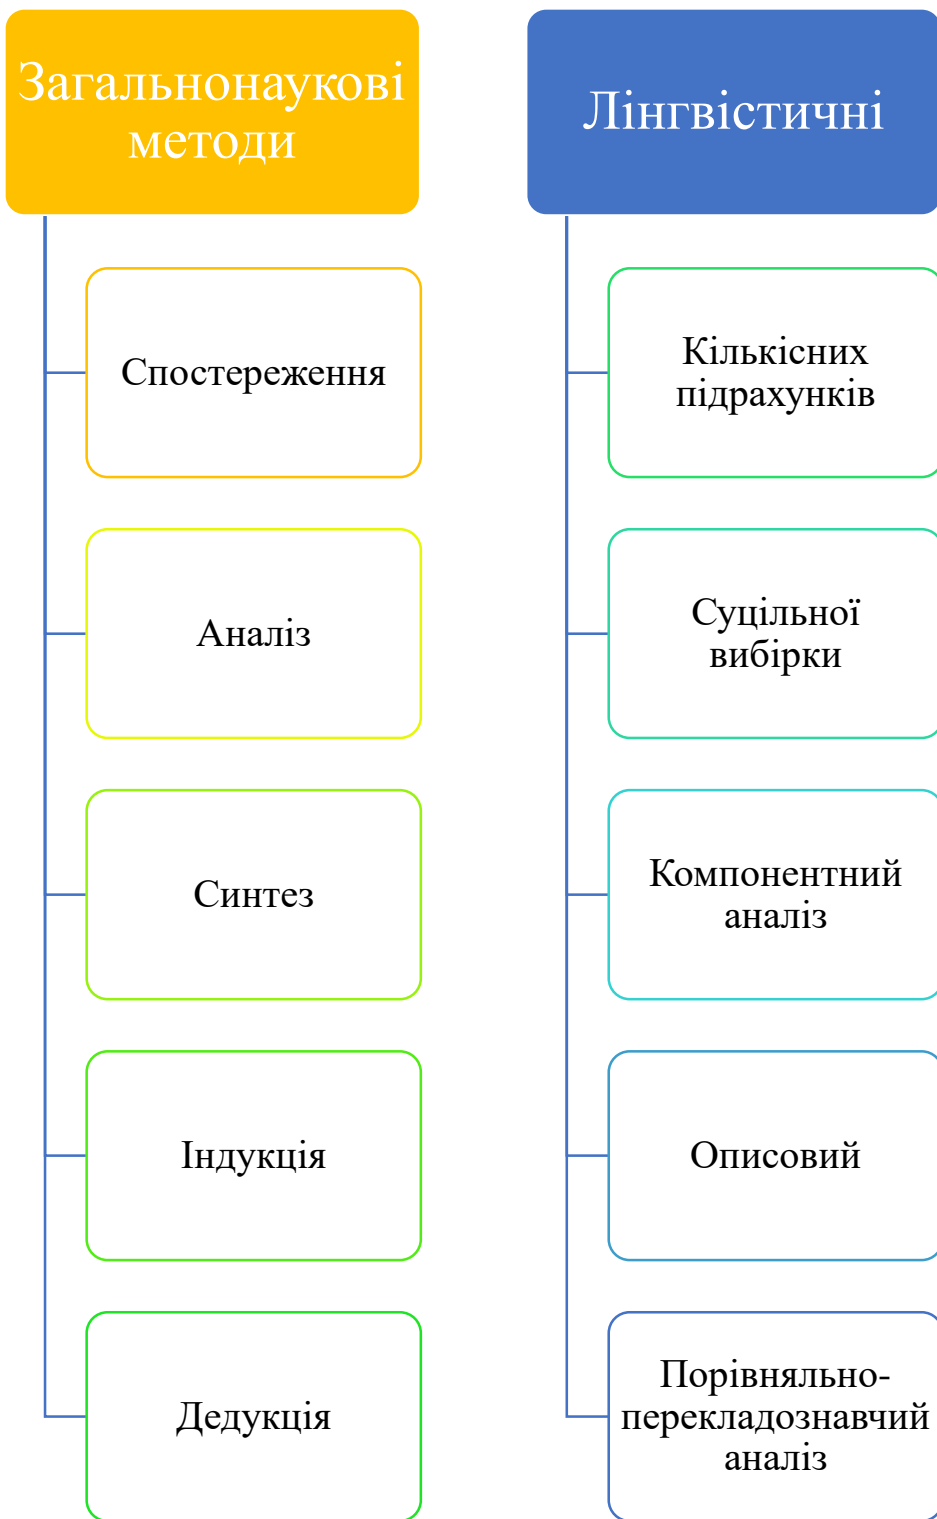 Загальнонаукові
методи
Спостереження
Аналіз
Синтез
Індукція
Дедукція
Лінгвістичні
Кількісних
підрахунків
Суцільної
вибірки
Компонентний
аналіз
Описовий
Порівняльно-
перекладознавчий
аналіз